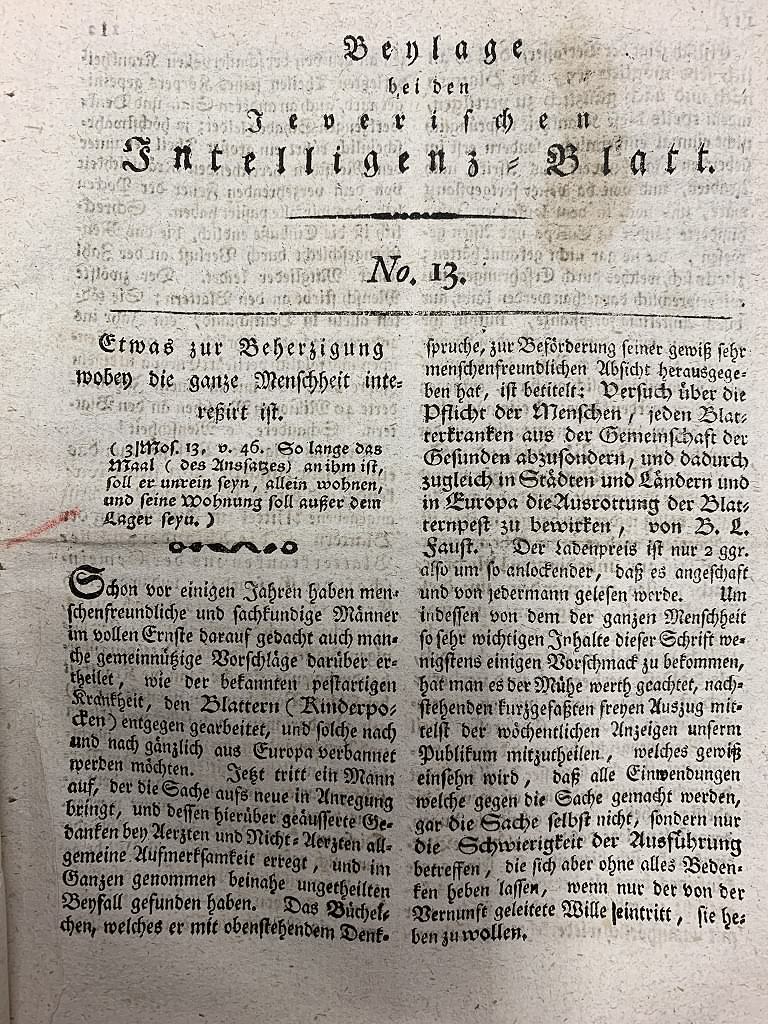 Beylage
bei den
Jeverischen
Intelligenz-Blatt.
No. 13.
Etwas zur Beherzigung
wobey die ganze Menschheit inte-
reßirt ist.
(3 Mos. 13, v. 46. So lange das
Maal (des Aussatzes) an ihm ist,
soll er unrein seyn, allein wohnen,
und seine Wohnung soll außer dem
Lager seyn.)
Schon vor einigen Jahren haben men-
schenfreundliche und sachkundige Männer
im vollen Ernste darauf gedacht auch man-
che gemeinnützige Vorschläge darüber er-
theilet, wie der bekannten pestartigen
Krankheit, den Blattern (Kinderpo-
cken) entgegen gearbeitet, und solche nach
und nach gänzlich aus Europa verbannet
werden möchten. Jetzt tritt ein Mann
auf, der die Sache aufs neue in Anregung
bringt, und dessen hierüber geäusserte Ge-
danken bey Aerzten und Nicht-Aerzten all-
gemeine Aufmerksamkeit erregt, und im
Ganzen genommen beinahe ungetheilten
Beyfall gefunden haben. Das Büchel-
chen, welches er mit obenstehendem Denk-
spruche, zur Beförderung seiner gewiß sehr
menschenfreundlichen Absicht herausgege-
ben hat, ist betitelt: Versuch über die
Pflicht der Menschen, jeden Blat-
terkranken aus der Gemeinschaft der
Gesunden abzusondern, und dadurch
zugleich in Städten und Ländern und
in Europa die Ausrottung der Blat-
ternpest zu bewirken, von B. C.
Faust. Der Ladenpreis ist nur 2 ggr.
also um so anlockender, daß es angeschaft
und von jedermann gelesen werde. Um
indessen von dem der ganzen Menschheit
so sehr wichtigen Inhalte dieser Schrift we-
nigstens einigen Vorschmack zu bekommen,
hat man es der Mühe werth geachtet, nach-
stehenden kurzgefaßten freyen Auszug mit-
telst der wöchentlichen Anzeigen unserm
Publikum mitzutheilen, welches gewiß
einsehn wird, daß alle Einwendungen
welche gegen die Sache gemacht werden,
gar die Sache selbst nicht, sondern nur
die Schwierigkeit der Ausführung
betreffen, die sich aber ohne alles Beden-
ken heben lassen, wenn nur der von der
Vernunft geleitete Wille eintritt, sie he-
ben zu wollen.